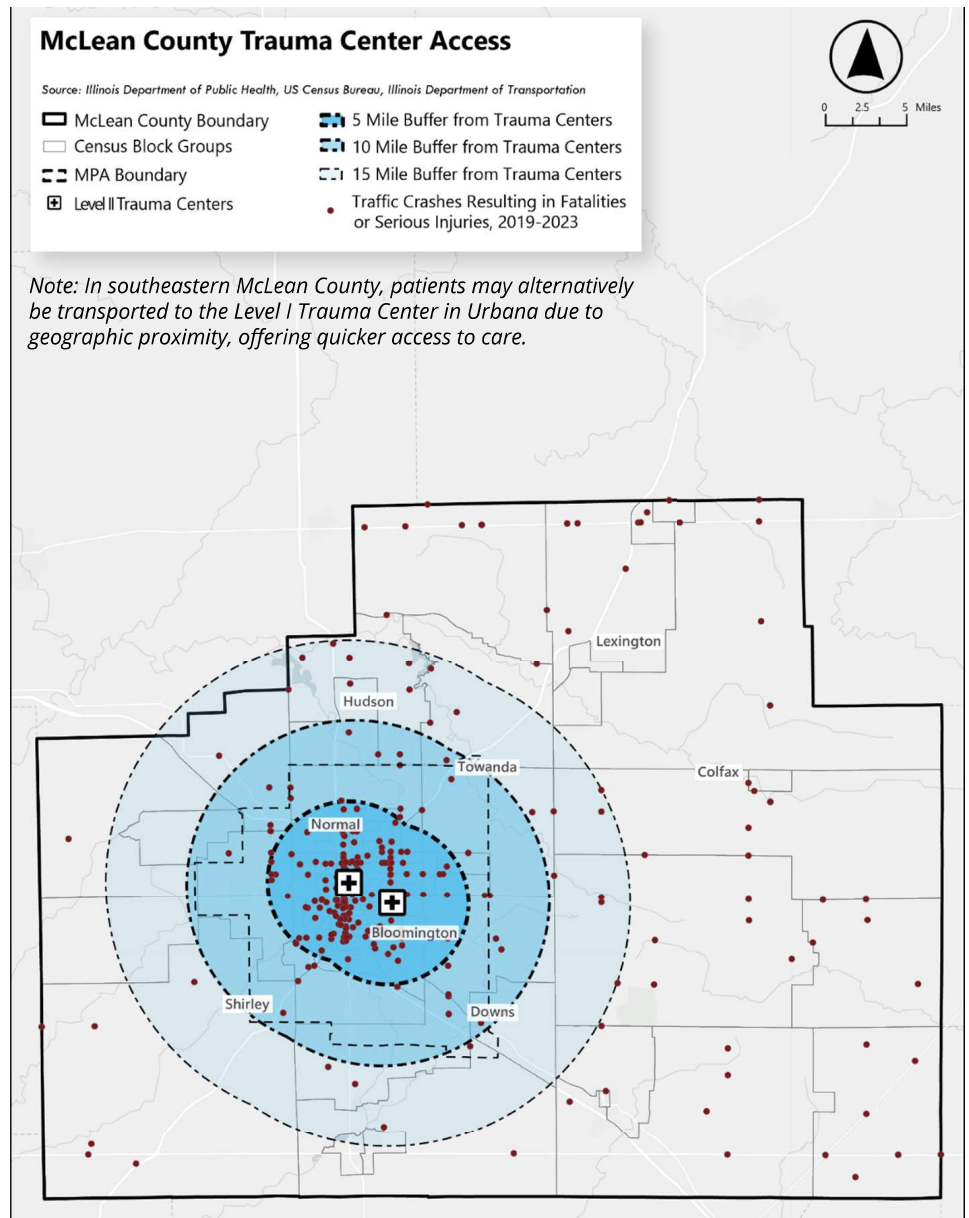 McLean County Trauma Center Access
Source: Illinois Department of Public Health, US Census Bureau, Illinois Department of Transportation
McLean County Boundary
Census Block Groups
MPA Boundary
Level II Trauma Centers
5 Mile Buffer from Trauma Centers
10 Mile Buffer from Trauma Centers
15 Mile Buffer from Trauma Centers
Traffic Crashes Resulting in Fatalities
or Serious Injuries, 2019-2023
0 2.5 5 Miles
Note: In southeastern McLean County, patients may alternatively
be transported to the Level I Trauma Center in Urbana due to
geographic proximity, offering quicker access to care.
Lexington
Hudson
Towanda
Colfax
Normal
Bloomington
Shirley
Downs